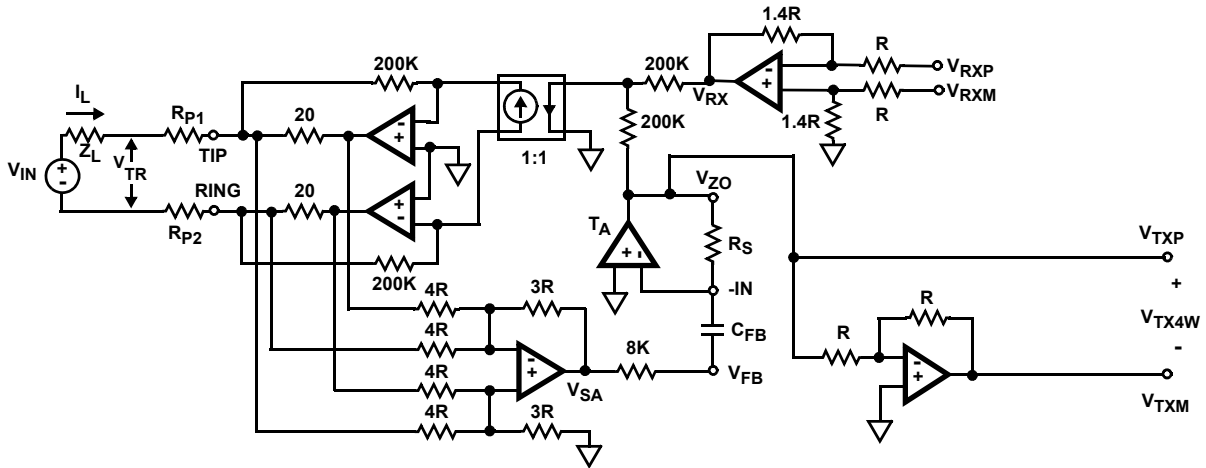 1.4R
R
V_RXP
V_RXM
R
1.4R
200K
V_RX
200K
1:1
200K
I_L
R_P1
20
V_IN
Z_L
TIP
V_TR
RING
20
R_P2
200K
V_ZO
T_A
R_S
-IN
C_FB
V_FB
4R
3R
4R
4R
V_SA
8K
4R
3R
V_TXP
+
V_TX4W
-
V_TXM
R
R